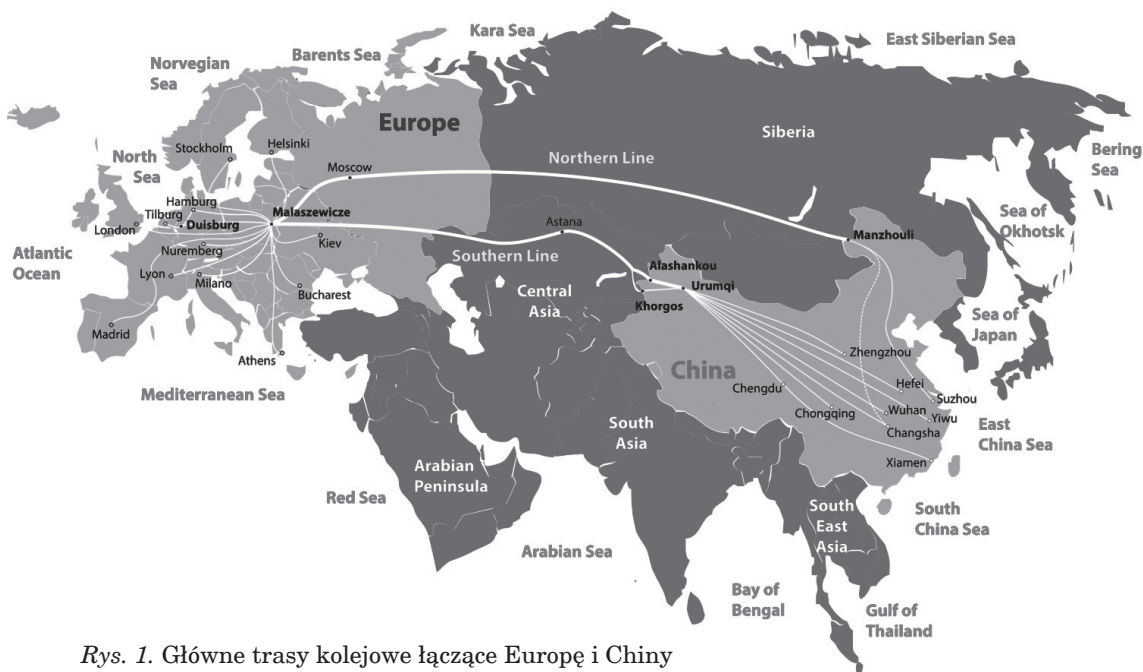 Kara Sea
East Siberian Sea
Barents Sea
Norvegian
Sea
Europe
Siberia
Helsinki
Stockholm
Bering
Sea
North
Sea
Moscow
Northern Line
Hamburg
Tilburg
Malaszewicze
Sea of
Okhotsk
London
Duisburg
Astana
Manzhouli
Kiev
Nuremberg
Atlantic
Ocean
Southern Line
Alashankou
Lyon
Milano
Urumqi
Bucharest
Central
Asia
Khorgos
Sea of
Japan
Madrid
Athens
Zhengzhou
China
Mediterranean Sea
Chengdu
Hefei
Suzhou
Chongqing
Wuhan
Yiwu
East
China Sea
South
Asia
Changsha
Xiamen
Arabian
Peninsula
Red Sea
South
East
Asia
South
China Sea
Arabian Sea
Bay of
Bengal
Gulf of
Thailand
Rys. 1. Główne trasy kolejowe łączące Europę i Chiny